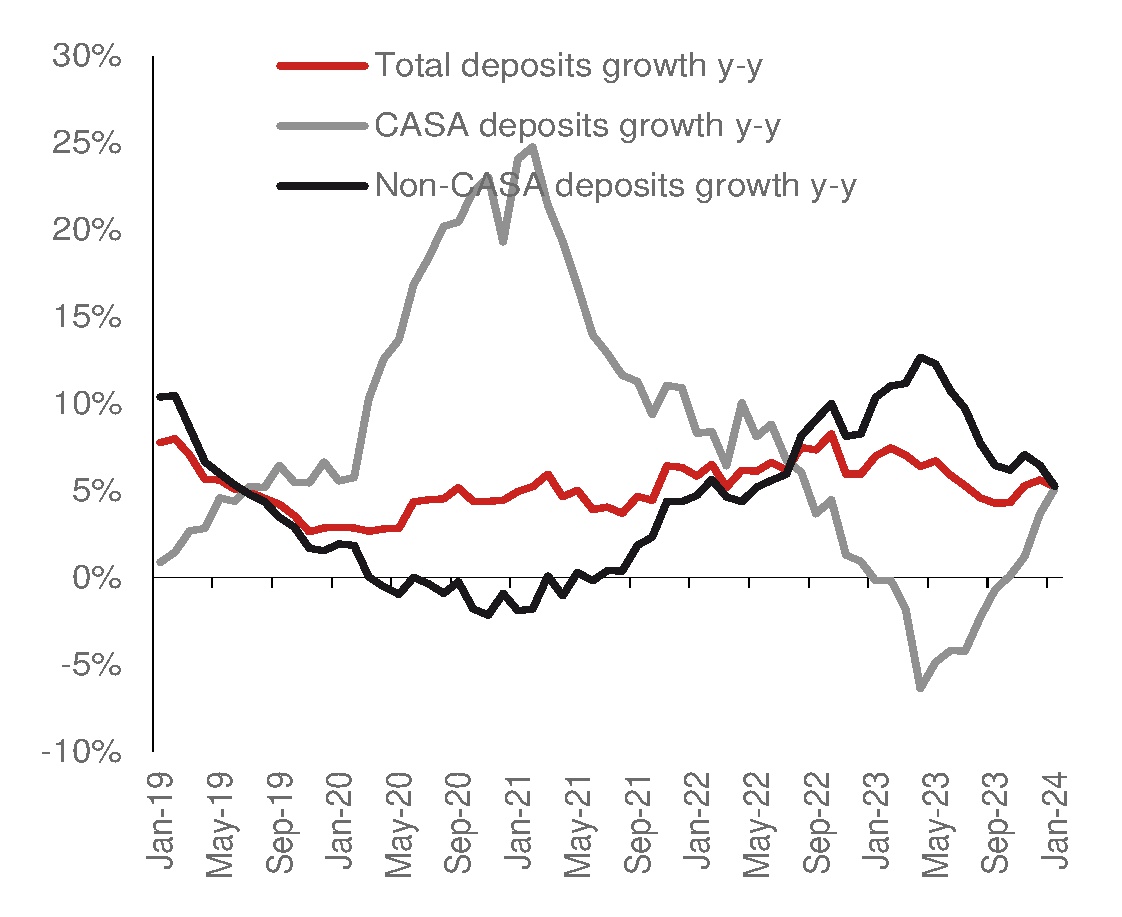 30%
25%
20%
15%
10%
5%
0%
-5%
-10%
Total deposits growth y-y
CASA deposits growth y-y
Non-CASA deposits growth y-y
Jan-19
May-19
Sep-19
Jan-20
May-20
Sep-20
Jan-21
May-21
Sep-21
Jan-22
May-22
Sep-22
Jan-23
May-23
Sep-23
Jan-24